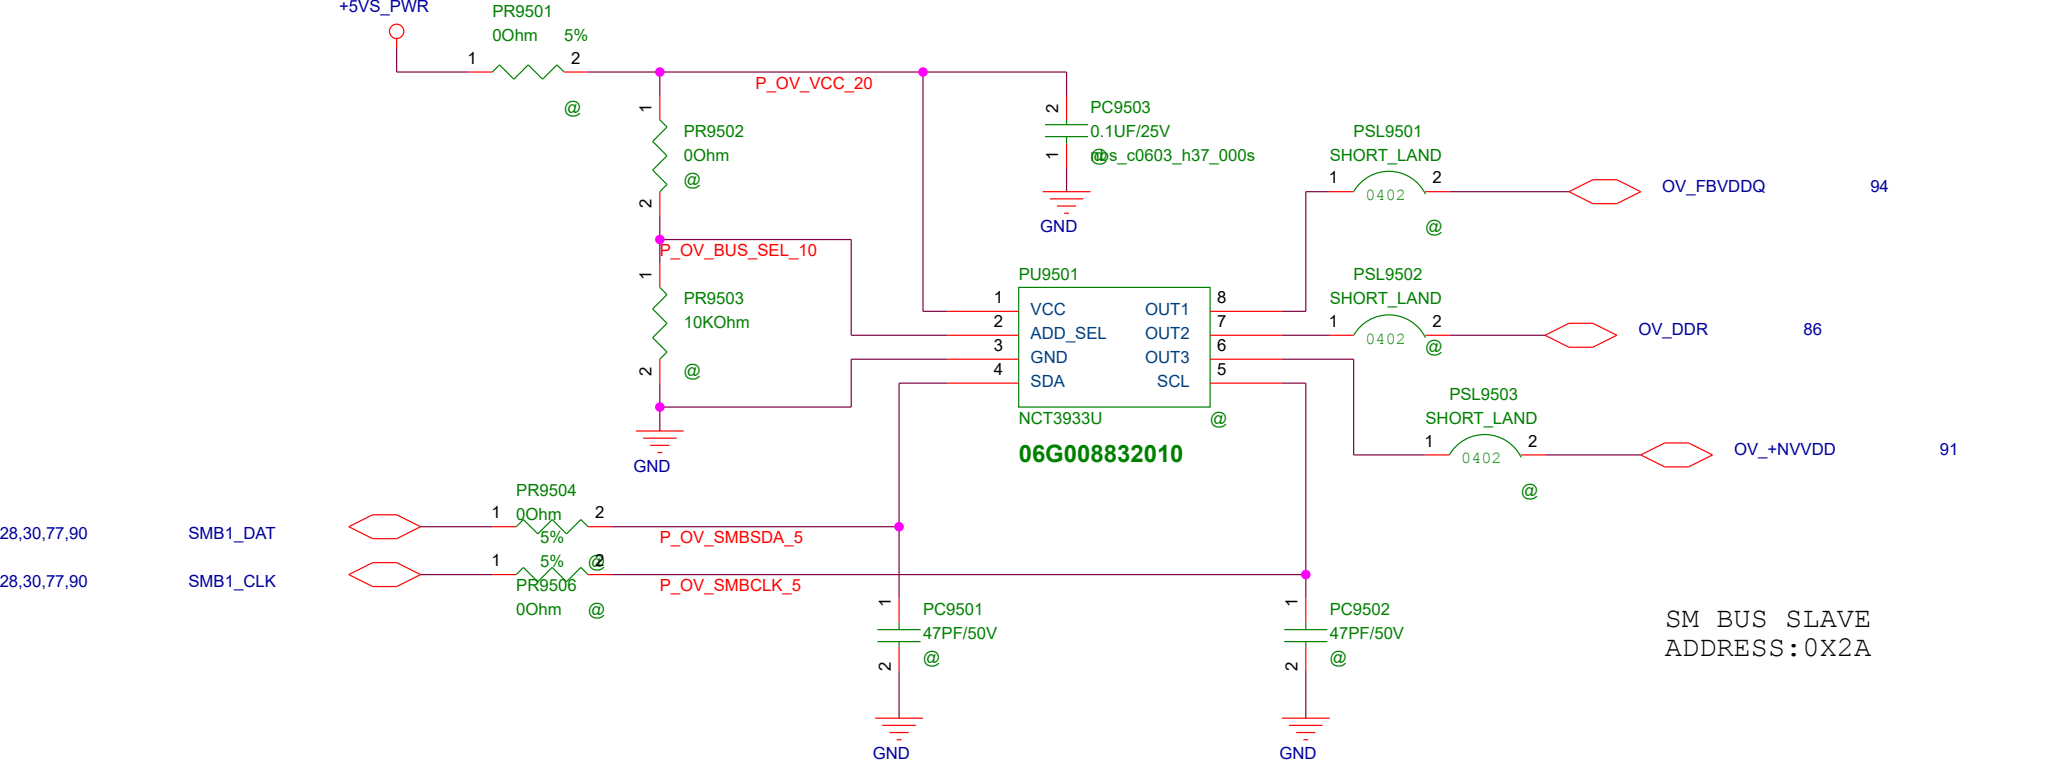 +5VS_PWR
PR9501
0Ohm 5%
1 2
@
P_OV_VCC_20
1
PR9502
0Ohm
@
2
2
PC9503
0.1UF/25V
@
1
PSL9501
SHORT_LAND
1 2
0402
@
OV_FBVDDQ 94
GND
P_OV_BUS_SEL_10
1
PR9503
10KOhm
@
2
GND
PU9501
1 VCC
2 ADD_SEL
3 GND
4 SDA
OUT1 8
OUT2 7
OUT3 6
SCL 5
NCT3933U @
06G008832010
PSL9502
SHORT_LAND
1 2
0402
@
OV_DDR 86
PSL9503
SHORT_LAND
1 2
0402
@
OV_+NVVDD 91
PR9504
0Ohm
1 2
5%
@
28,30,77,90 SMB1_DAT
P_OV_SMBSDA_5
5%
1 2
PR9506
0Ohm @
28,30,77,90 SMB1_CLK
P_OV_SMBCLK_5
1
PC9501
47PF/50V
@
2
GND
1
PC9502
47PF/50V
@
2
GND
SM BUS SLAVE
ADDRESS:0X2A